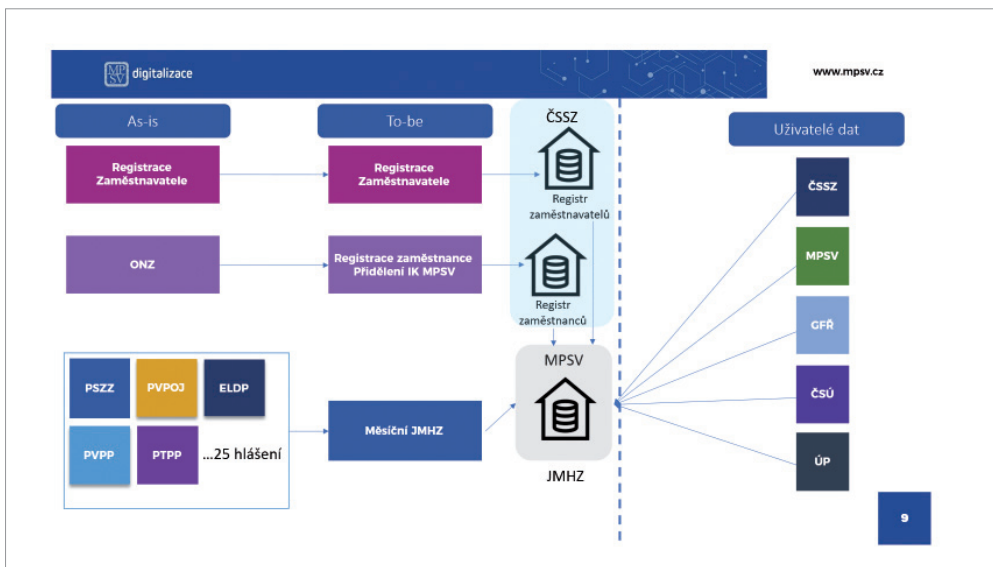 MPSV
digitalizace
www.mpsv.cz
As-is
To-be
ČSSZ
Uživatelé dat
Registrace
Zaměstnavatele
Registrace
Zaměstnavatele
Registr
zaměstnavatelů
ONZ
Registrace zaměstnance
Přidělení IK MPSV
Registr
zaměstnanců
PSZZ
PVPOJ
ELDP
PVPP
PTPP
...25 hlášení
Měsíční JMHZ
MPSV
JMHZ
ČSSZ
MPSV
GFŘ
ČSÚ
ÚP
9